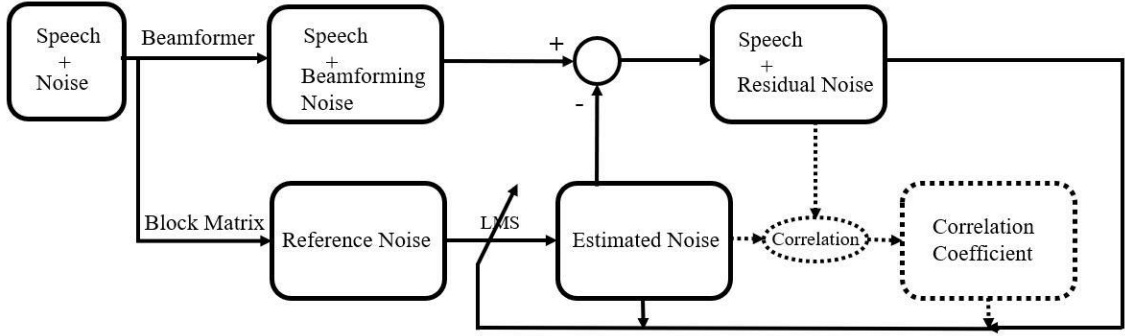 Speech
+
Noise
Beamformer
Speech
+
Beamforming
Noise
+
-
Speech
+
Residual Noise
Block Matrix
Reference Noise
LMS
Estimated Noise
Correlation
Correlation
Coefficient